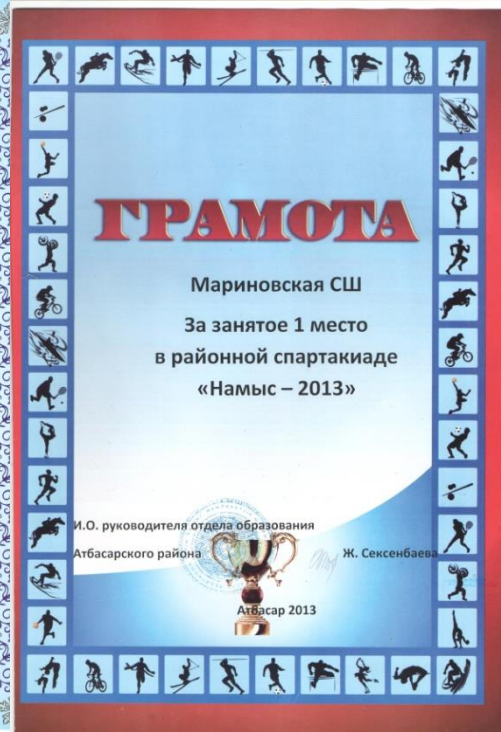 ГРАМОТА
Мариновская СШ
За занятое 1 место
в районной спартакиаде
«Намыс – 2013»
И.О. руководителя отдела образования
Атбасарского района Ж. Сексенбаева
Атбасар 2013